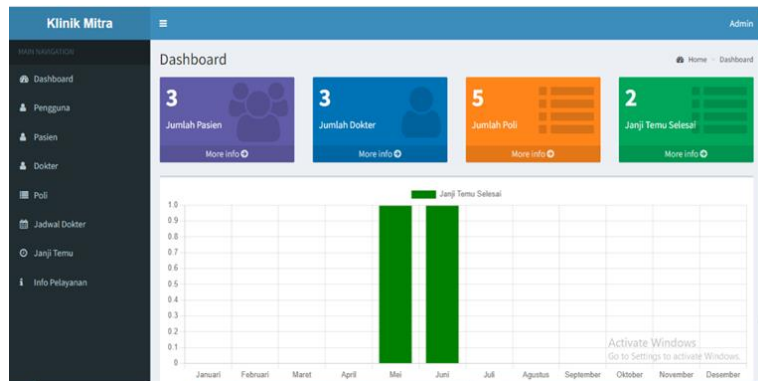 Klinik Mitra
Admin
MAIN NAVIGATION
Dashboard
Pengguna
Pasien
Dokter
Poli
Jadwal Dokter
Janji Temu
Info Pelayanan
Dashboard
Home > Dashboard
3
Jumlah Pasien
More info
3
Jumlah Dokter
More info
5
Jumlah Poli
More info
2
Janji Temu Selesai
More info
Janji Temu Selesai
1.0
0.9
0.8
0.7
0.6
0.5
0.4
0.3
0.2
0.1
0
Januari Februari Maret April Mei Juni Juli Agustus September Oktober November Desember
Activate Windows
Go to Settings to activate Windows.